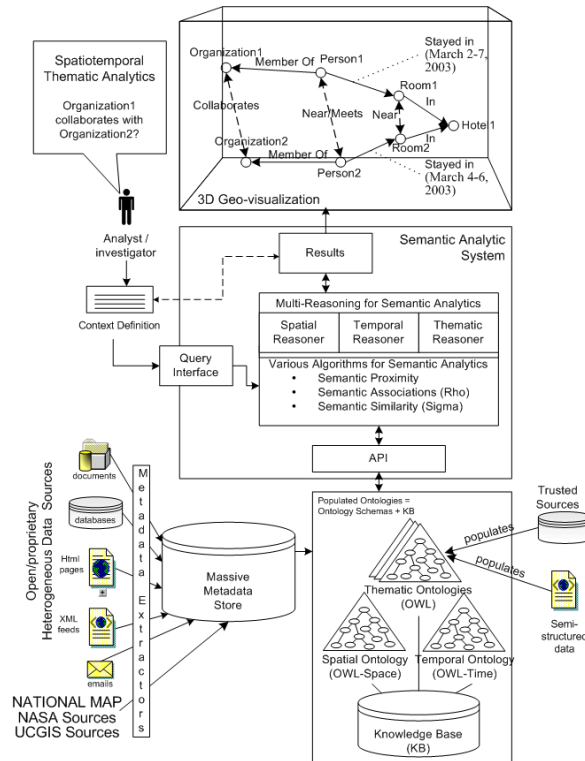 Spatiotemporal
Thematic Analytics
Organization1
collaborates with
Organization2?
Analyst /
investigator
Context Definition
Organization1
Member Of
Person1
Stayed in
(March 2-7,
2003)
Room1
In
Collaborates
Near/Meets
Near
Hotel1
Organization2
Member Of
Person2
Room2
In
Stayed in
(March 4-6,
2003)
3D Geo-visualization
Semantic Analytic
System
Results
Multi-Reasoning for Semantic Analytics
Spatial
Reasoner
Temporal
Reasoner
Thematic
Reasoner
Query
Interface
Various Algorithms for Semantic Analytics
• Semantic Proximity
• Semantic Associations (Rho)
• Semantic Similarity (Sigma)
API
Open/proprietary
Heterogeneous Data Sources
documents
databases
Html
pages
XML
feeds
emails
NATIONAL MAP
NASA Sources
UCGIS Sources
Metadata Extractors
Massive
Metadata
Store
Populated Ontologies =
Ontology Schemas + KB
Trusted
Sources
populates
populates
Semi-
structured
data
Thematic Ontologies
(OWL)
Spatial Ontology
(OWL-Space)
Temporal Ontology
(OWL-Time)
Knowledge Base
(KB)